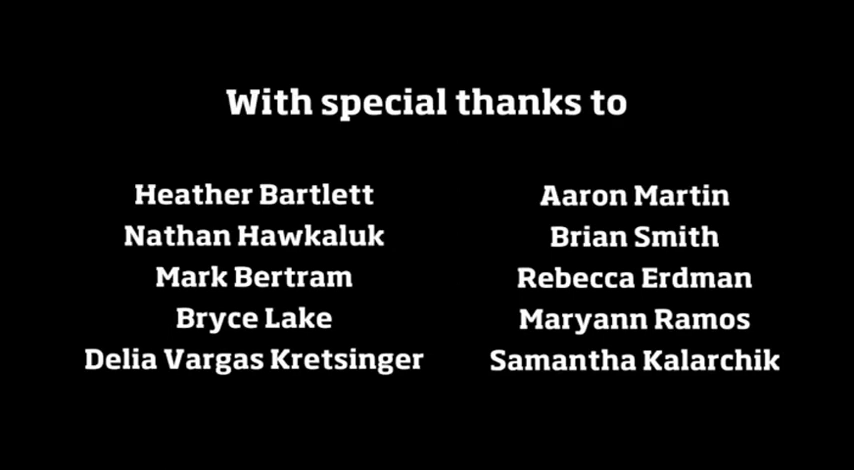 With special thanks to
Heather Bartlett
Nathan Hawkaluk
Mark Bertram
Bryce Lake
Delia Vargas Kretsinger
Aaron Martin
Brian Smith
Rebecca Erdman
Maryann Ramos
Samantha Kalarchik